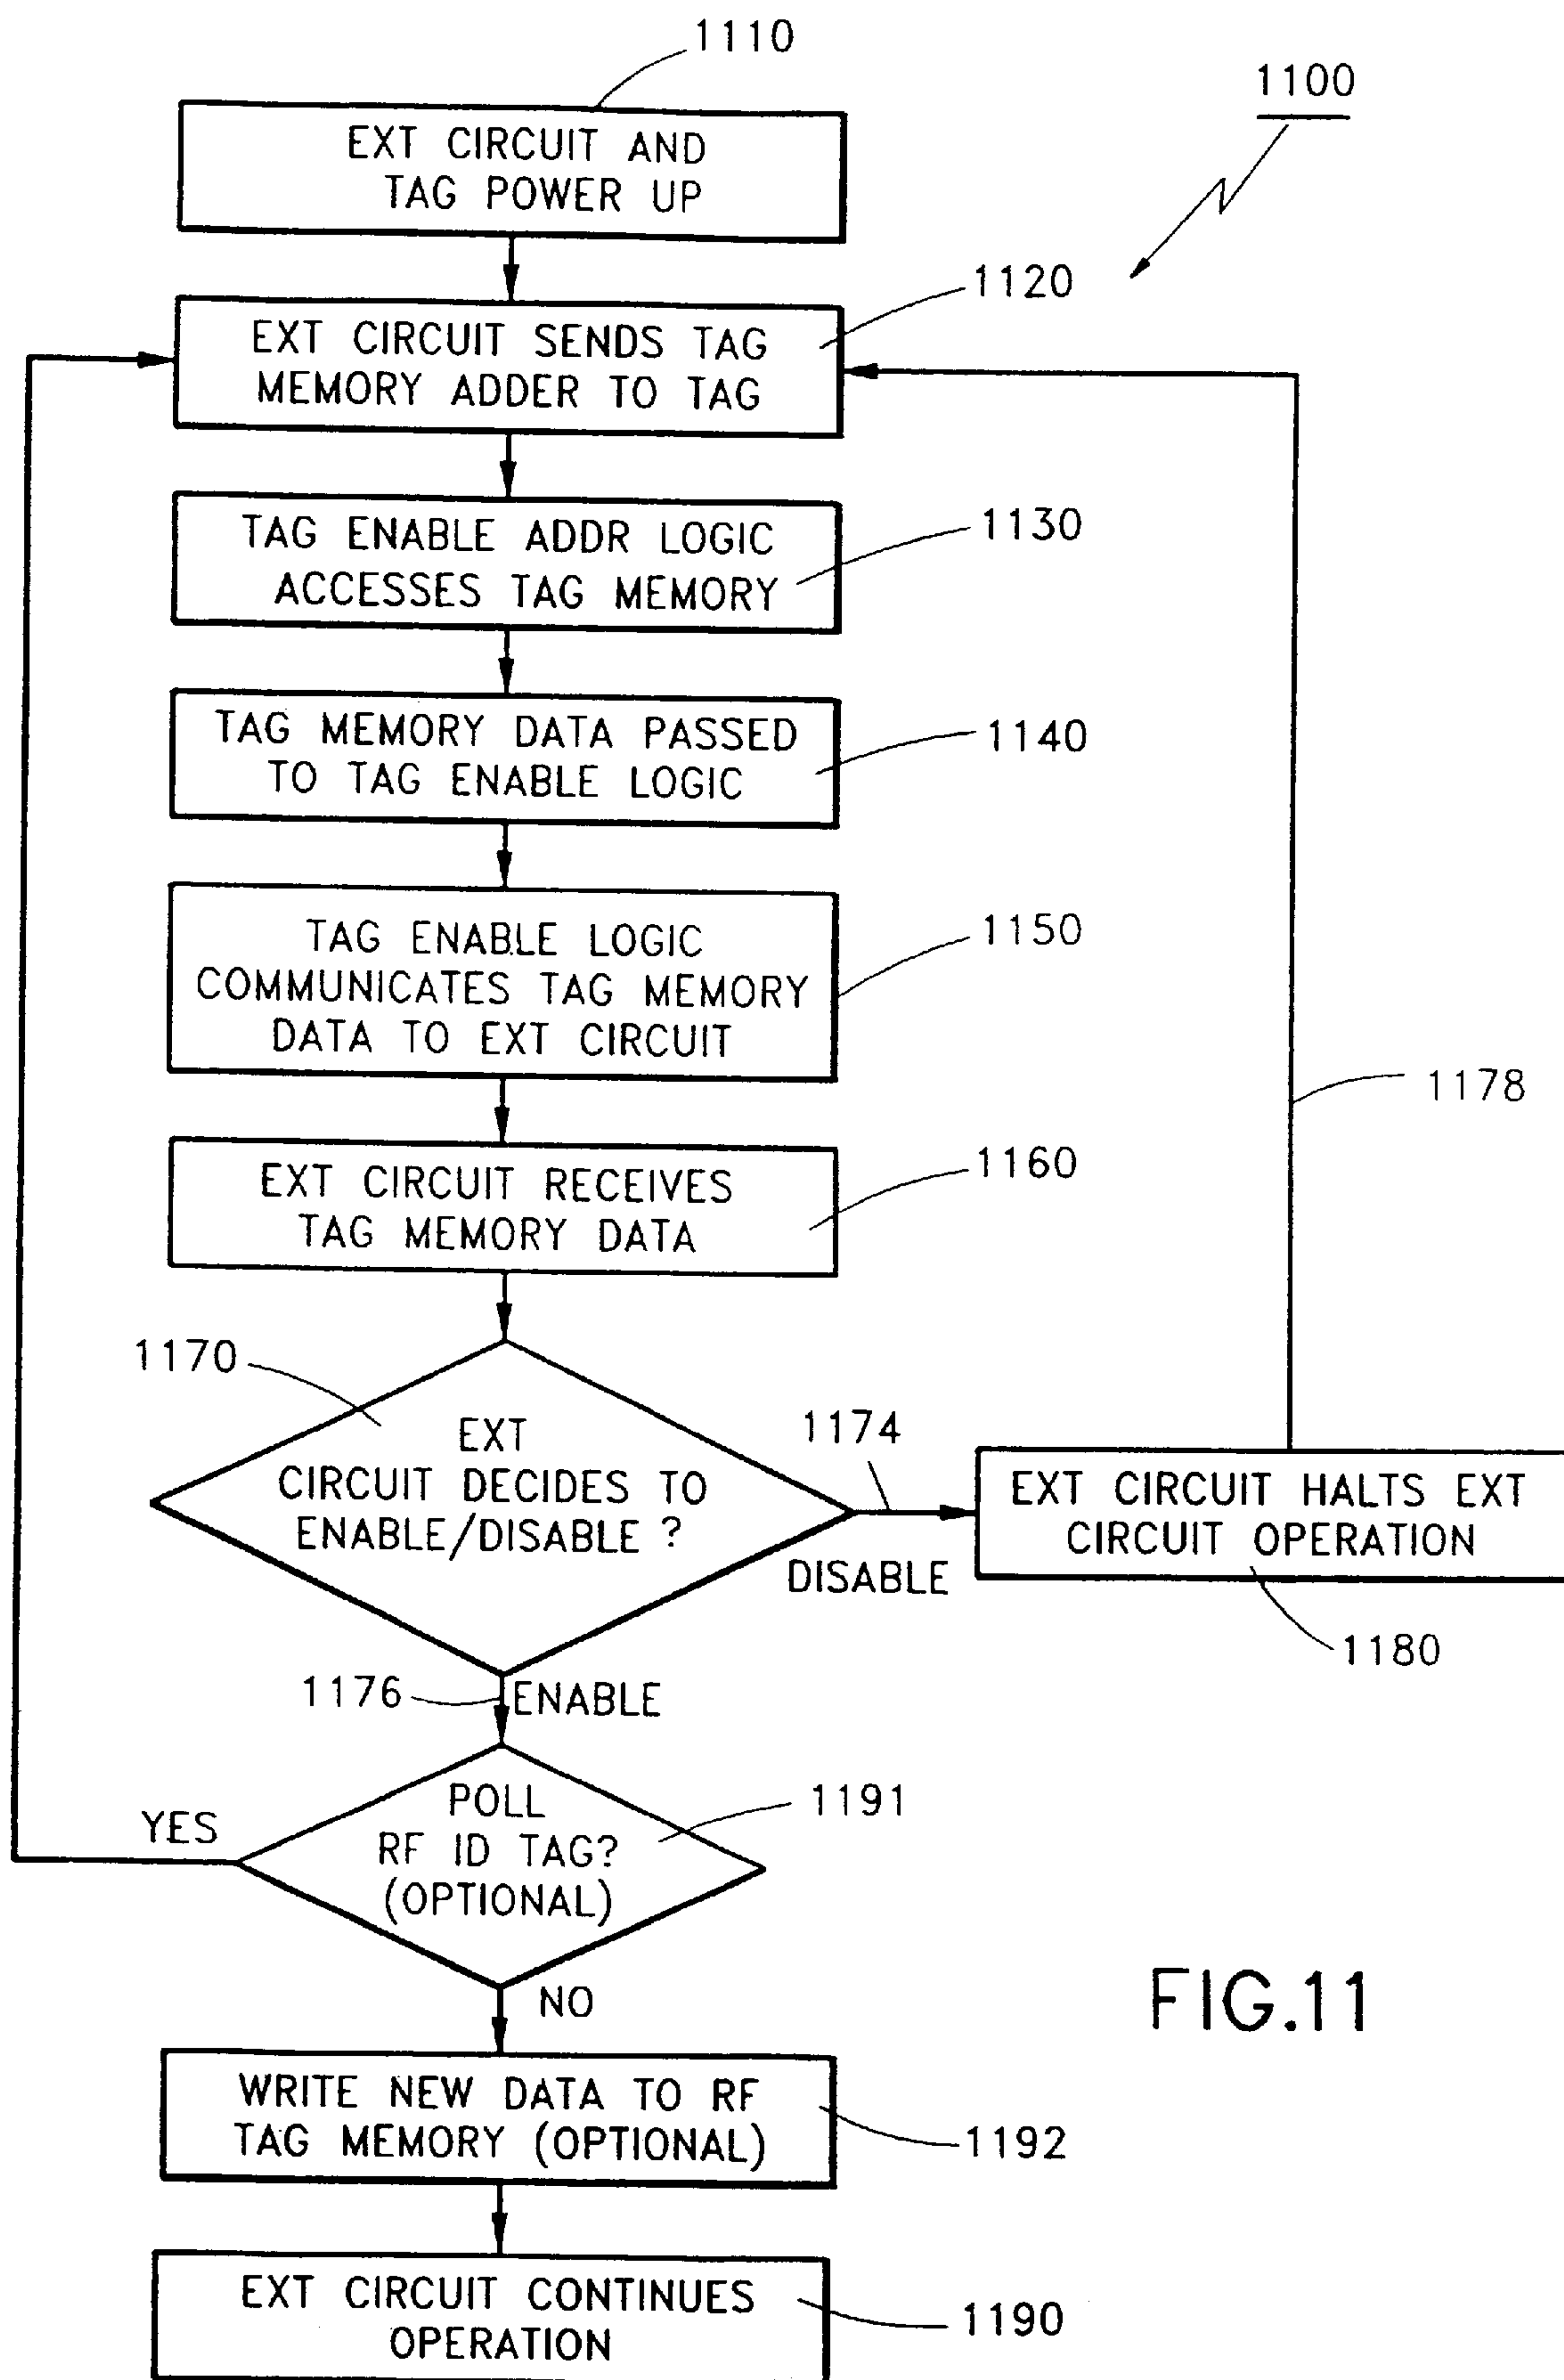 1110
1100
EXT CIRCUIT AND
TAG POWER UP
1120
EXT CIRCUIT SENDS TAG
MEMORY ADDER TO TAG
TAG ENABLE ADDR LOGIC
ACCESSES TAG MEMORY
1130
TAG MEMORY DATA PASSED
TO TAG ENABLE LOGIC
1140
TAG ENABLE LOGIC
COMMUNICATES TAG MEMORY
DATA TO EXT CIRCUIT
1150
1178
EXT CIRCUIT RECEIVES
TAG MEMORY DATA
1160
1170
EXT
CIRCUIT DECIDES TO
ENABLE/DISABLE ?
1174
DISABLE
EXT CIRCUIT HALTS EXT
CIRCUIT OPERATION
1180
1176
ENABLE
POLL
RF ID TAG?
(OPTIONAL)
1191
YES
NO
FIG.11
WRITE NEW DATA TO RF
TAG MEMORY (OPTIONAL)
1192
EXT CIRCUIT CONTINUES
OPERATION
1190